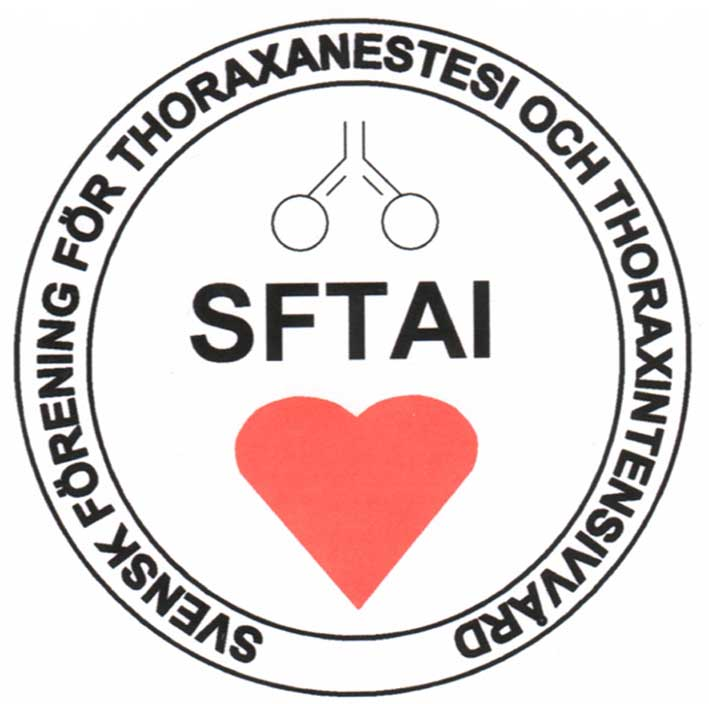 SVENSK FÖRENING FÖR THORAXANESTESI OCH THORAXINTENSIVVÅRD
SFTAI